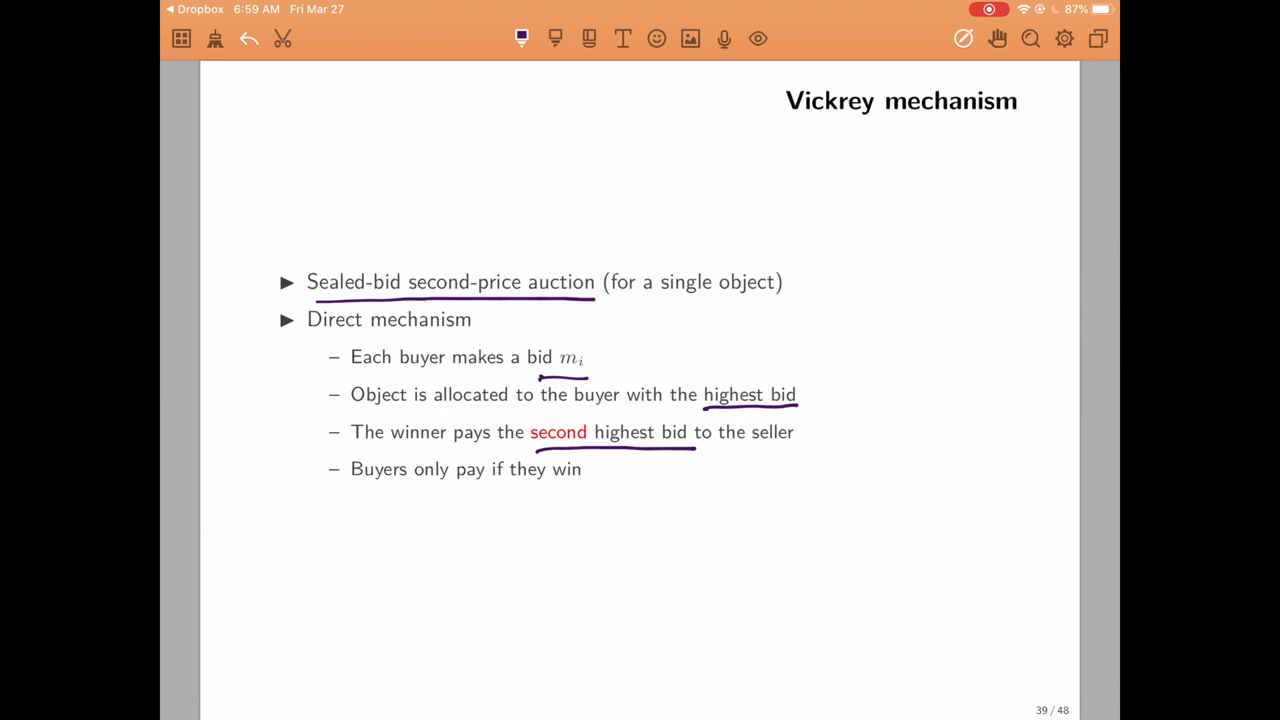 ◀ Dropbox 6:59 AM Fri Mar 27 87%
Vickrey mechanism
▶ Sealed-bid second-price auction (for a single object)
▶ Direct mechanism
– Each buyer makes a bid mᵢ
– Object is allocated to the buyer with the highest bid
– The winner pays the second highest bid to the seller
– Buyers only pay if they win
39 / 48